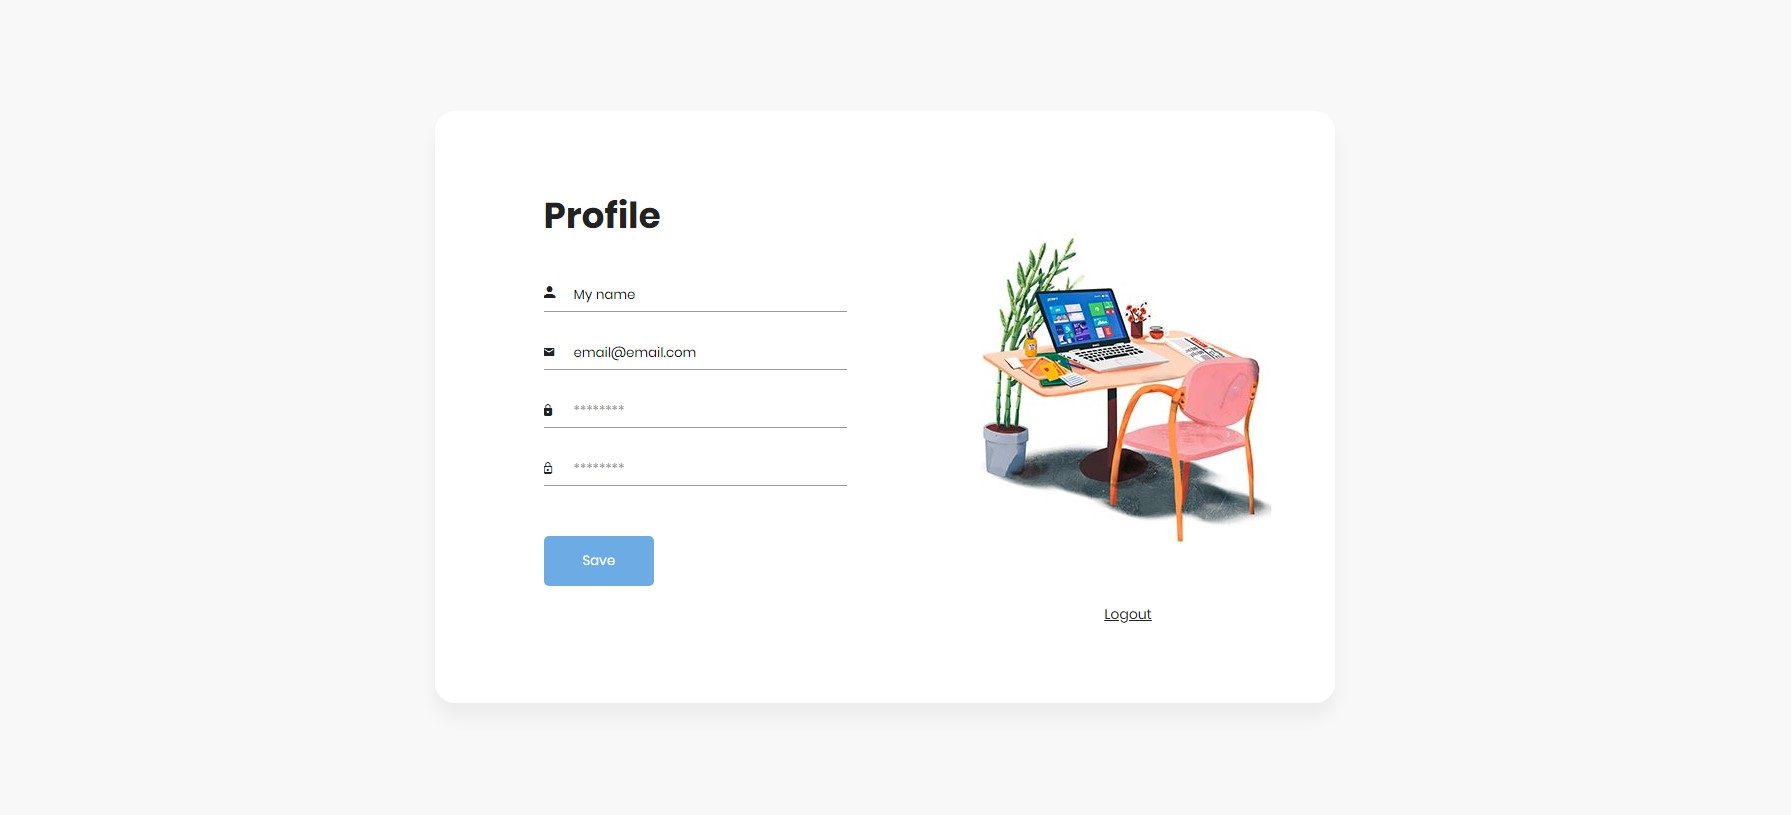 Profile
My name
email@email.com
********
********
Save
Logout